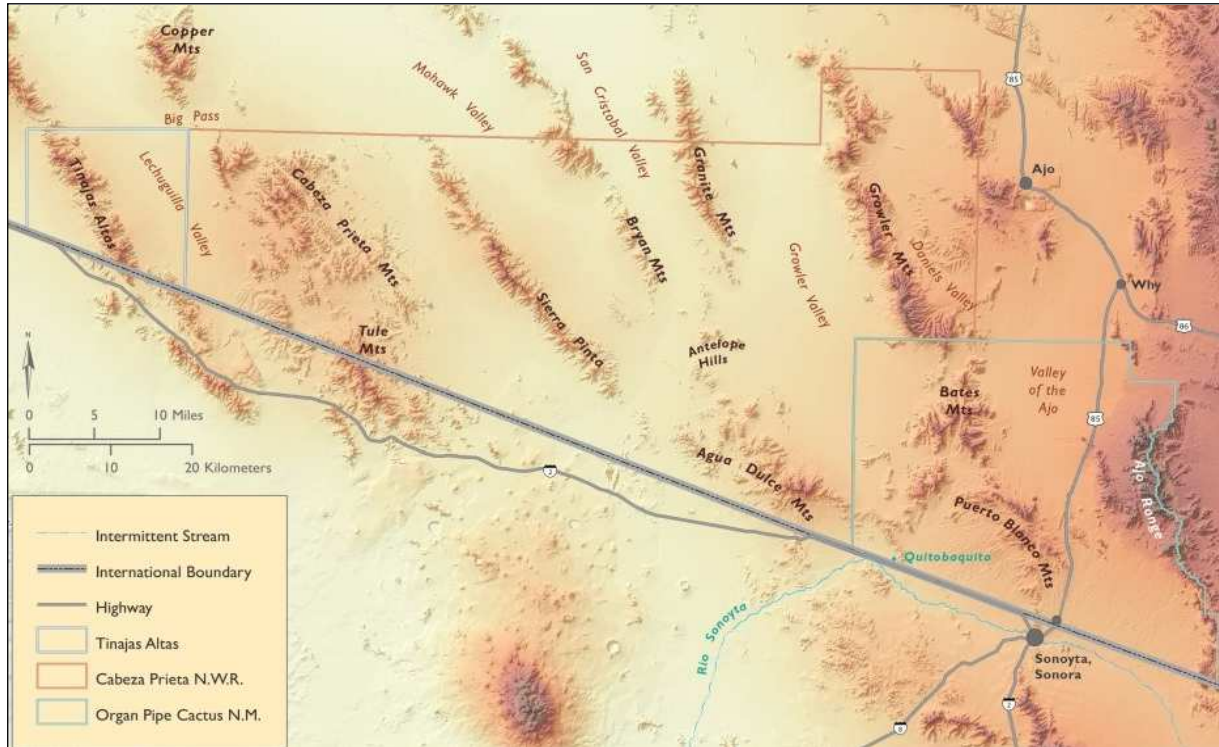 Copper
Mts
Big Pass
Mohawk Valley
San Cristobal Valley
85
Tinajas Altas
Lechuguilla
Valley
Cabeza Prieta Mts
Granite Mts
Bryan Mts
Growler Mts
Daniels Valley
Growler Valley
Ajo
Why
86
Sierra Pinta
Tule
Mts
Antelope
Hills
Bates
Mts
Valley
of the
Ajo
85
Ajo Range
N
0 5 10 Miles
0 10 20 Kilometers
2
Agua Dulce Mts
Puerto Blanco Mts
Quitobaquito
Rio Sonoyta
Sonoyta,
Sonora
8
2
Intermittent Stream
International Boundary
Highway
Tinajas Altas
Cabeza Prieta N.W.R.
Organ Pipe Cactus N.M.